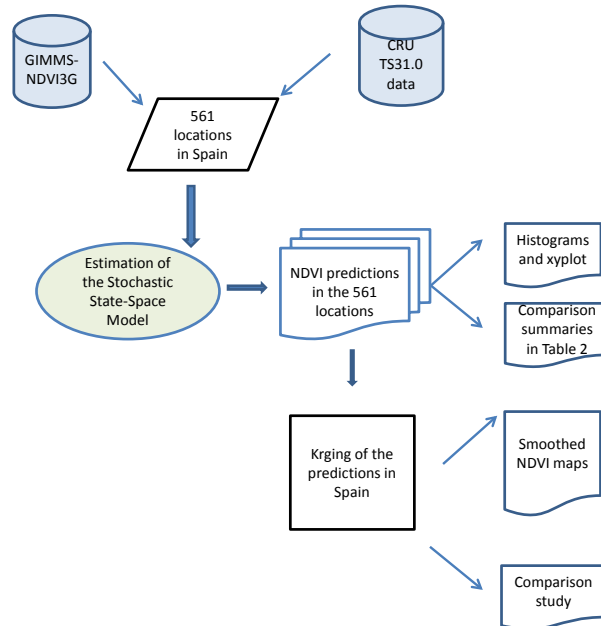 GIMMS-
NDVI3G
CRU
TS31.0
data
561
locations
in Spain
Estimation of
the Stochastic
State-Space
Model
NDVI predictions
in the 561
locations
Histograms
and xyplot
Comparison
summaries
in Table 2
Krging of the
predictions in
Spain
Smoothed
NDVI maps
Comparison
study